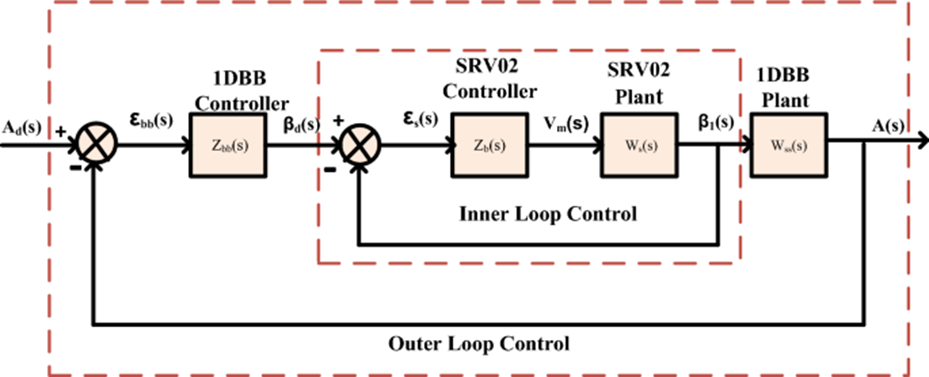 1DBB
Controller
SRV02
Controller
SRV02
Plant
1DBB
Plant
Ad(s)
+
-
εbb(s)
Zbb(s)
βd(s)
+
-
εs(s)
Zb(s)
Vm(s)
Ws(s)
β1(s)
Wss(s)
A(s)
Inner Loop Control
Outer Loop Control